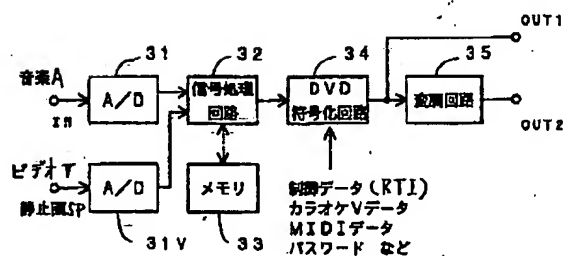 OUT1
31
32
34
35
音楽A
IN
A/D
信号処理
回路
DVD
符号化回路
変調回路
OUT2
ビデオV
静止画SP
A/D
メモリ
31V
33
制御データ(RTI)
カラオケVデータ
MIDIデータ
パスワード など